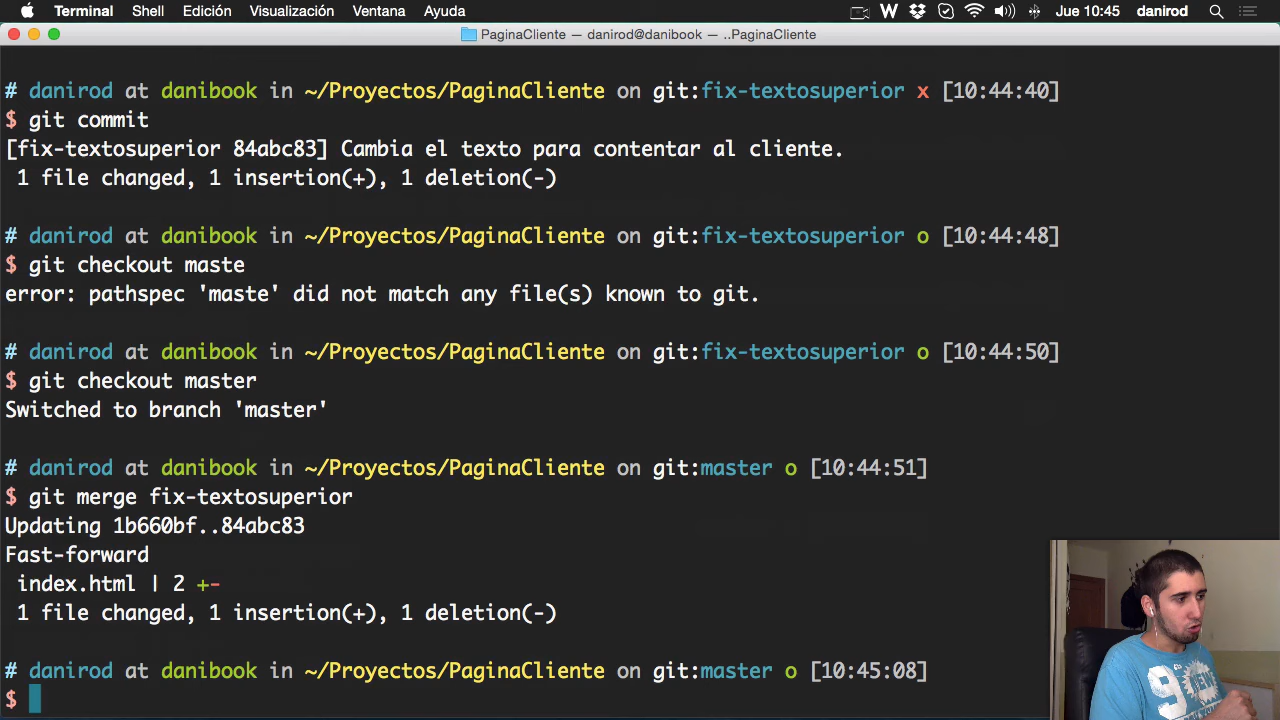 Terminal Shell Edición Visualización Ventana Ayuda W Jue 10:45 danirod
PaginaCliente — danirod@danibook — ..PaginaCliente
# danirod at danibook in ~/Proyectos/PaginaCliente on git:fix-textosuperior x [10:44:40]
$ git commit
[fix-textosuperior 84abc83] Cambia el texto para contentar al cliente.
1 file changed, 1 insertion(+), 1 deletion(-)
# danirod at danibook in ~/Proyectos/PaginaCliente on git:fix-textosuperior o [10:44:48]
$ git checkout maste
error: pathspec 'maste' did not match any file(s) known to git.
# danirod at danibook in ~/Proyectos/PaginaCliente on git:fix-textosuperior o [10:44:50]
$ git checkout master
Switched to branch 'master'
# danirod at danibook in ~/Proyectos/PaginaCliente on git:master o [10:44:51]
$ git merge fix-textosuperior
Updating 1b660bf..84abc83
Fast-forward
index.html | 2 +-
1 file changed, 1 insertion(+), 1 deletion(-)
# danirod at danibook in ~/Proyectos/PaginaCliente on git:master o [10:45:08]
$